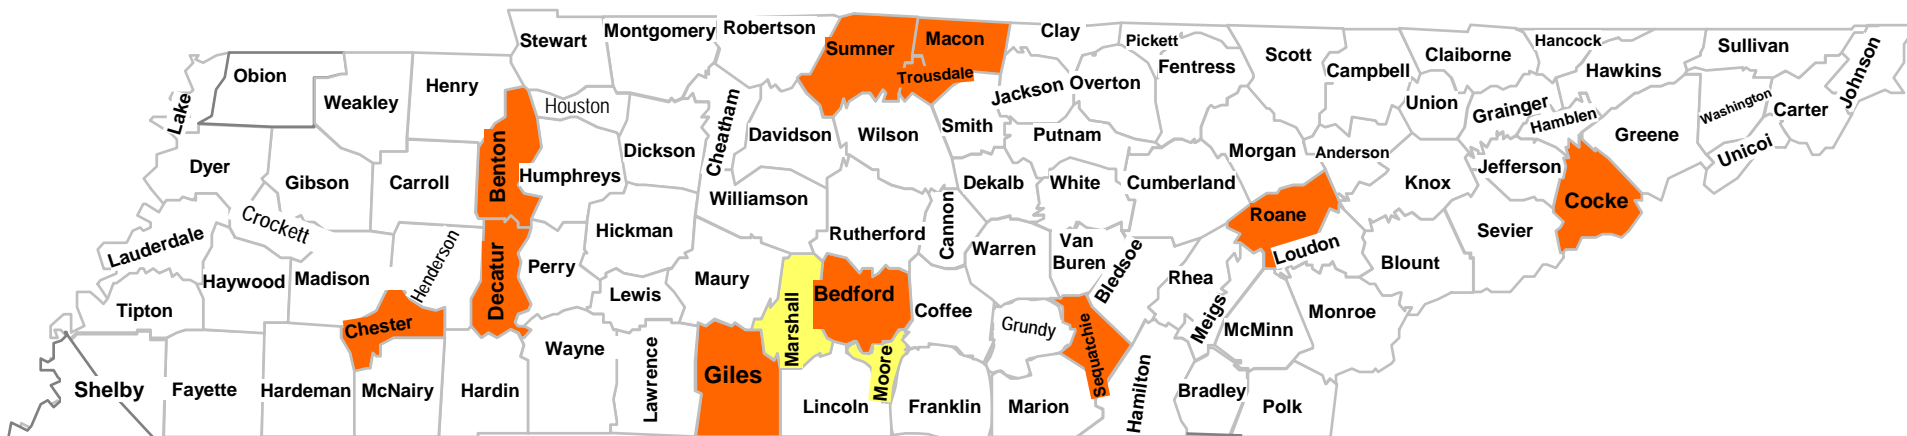 Stewart
Montgomery
Robertson
Sumner
Macon
Clay
Pickett
Scott
Claiborne
Hancock
Sullivan
Johnson
Obion
Weakley
Henry
Houston
Cheatham
Trousdale
Jackson
Overton
Fentress
Campbell
Union
Grainger
Hawkins
Hamblen
Washington
Carter
Lake
Benton
Dickson
Davidson
Wilson
Smith
Putnam
Morgan
Anderson
Greene
Unicoi
Dyer
Gibson
Carroll
Humphreys
Williamson
Dekalb
White
Cumberland
Knox
Jefferson
Cocke
Crockett
Lauderdale
Haywood
Madison
Henderson
Decatur
Perry
Hickman
Rutherford
Cannon
Warren
Van
Buren
Bledsoe
Rhea
Roane
Loudon
Blount
Sevier
Tipton
Chester
Lewis
Maury
Marshall
Bedford
Coffee
Grundy
Sequatchie
Meigs
McMinn
Monroe
Shelby
Fayette
Hardeman
McNairy
Hardin
Wayne
Lawrence
Giles
Lincoln
Moore
Franklin
Marion
Hamilton
Bradley
Polk